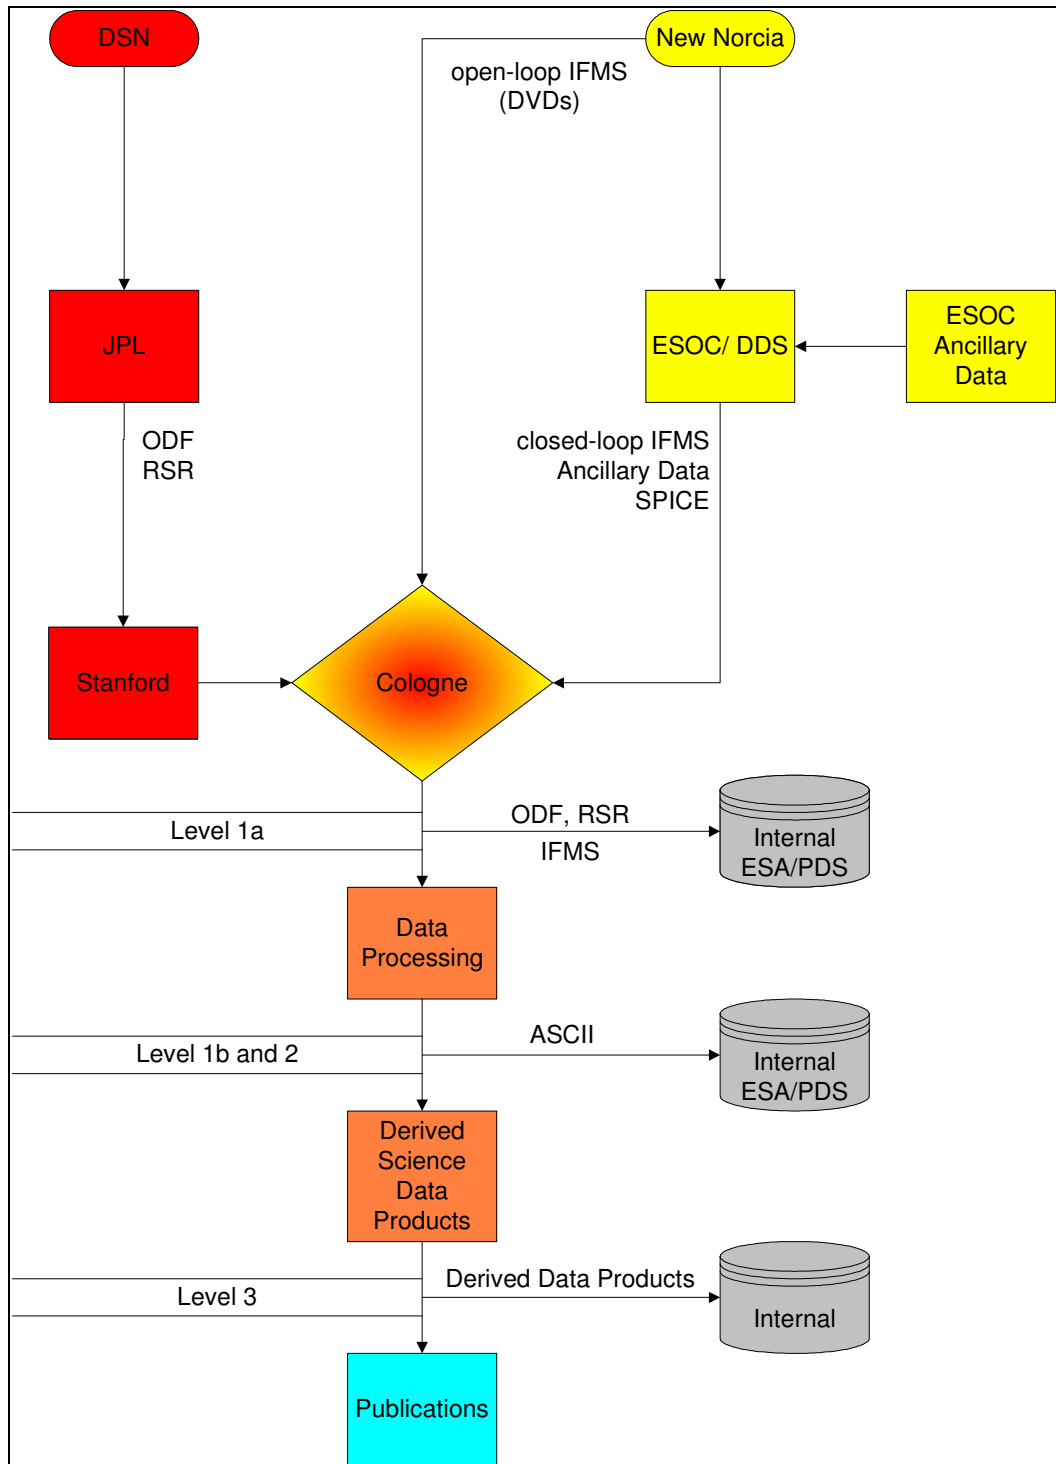 DSN
New Norcia
open-loop IFMS
(DVDs)
JPL
ESOC/ DDS
ESOC
Ancillary
Data
ODF
RSR
closed-loop IFMS
Ancillary Data
SPICE
Stanford
Cologne
Level 1a
ODF, RSR
IFMS
Internal
ESA/PDS
Data
Processing
Level 1b and 2
ASCII
Internal
ESA/PDS
Derived
Science
Data
Products
Level 3
Derived Data Products
Internal
Publications